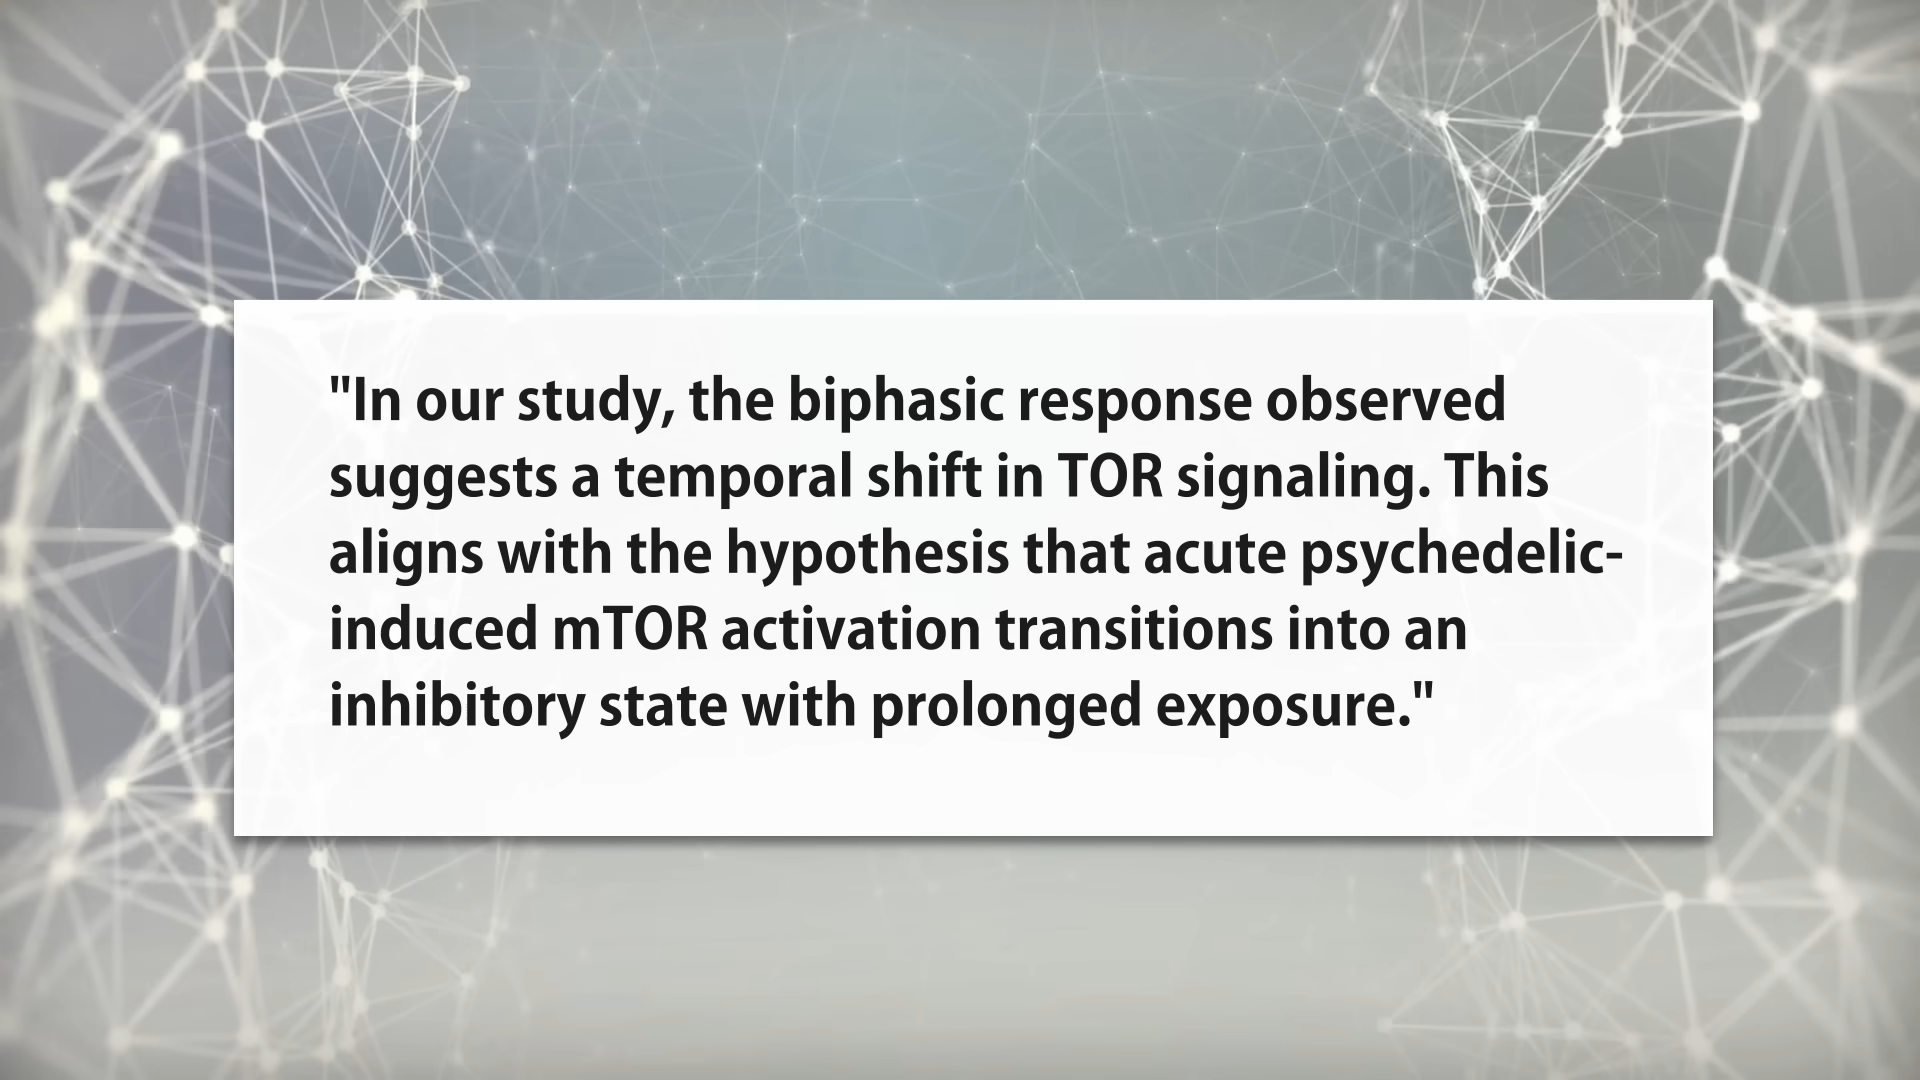 "In our study, the biphasic response observed
suggests a temporal shift in TOR signaling. This
aligns with the hypothesis that acute psychedelic-
induced mTOR activation transitions into an
inhibitory state with prolonged exposure."